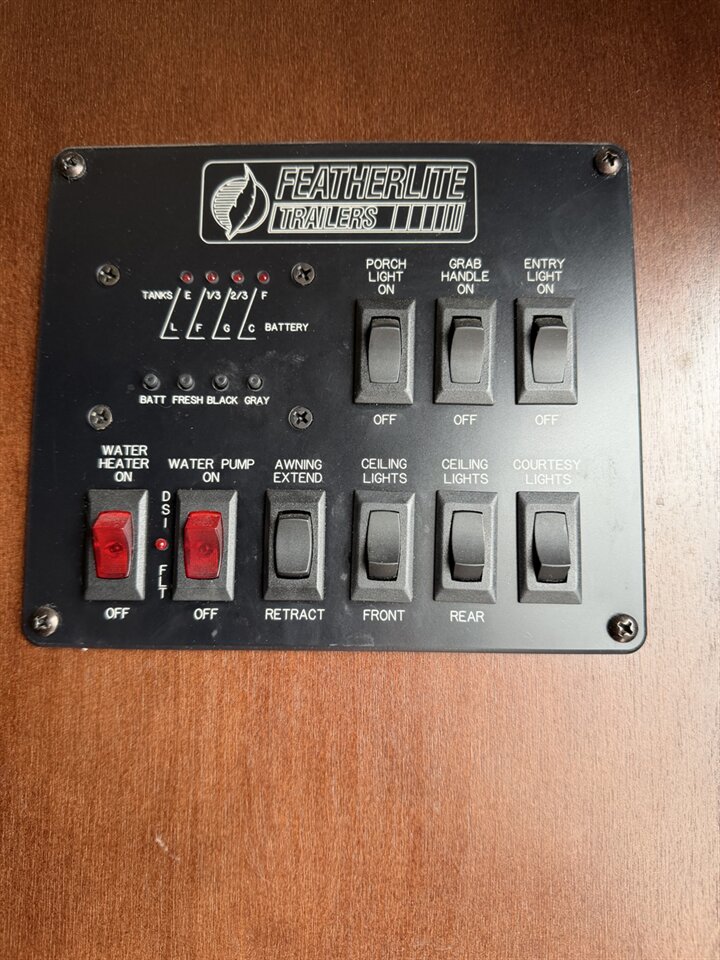 FEATHERLITE
TRAILERS
PORCH LIGHT ON
GRAB HANDLE ON
ENTRY LIGHT ON
TANKS E 1/3 2/3 F
L F G C BATTERY
BATT FRESH BLACK GRAY
OFF
OFF
OFF
WATER HEATER ON
DSI FLT
WATER PUMP ON
AWNING EXTEND
CEILING LIGHTS
CEILING LIGHTS
COURTESY LIGHTS
OFF
OFF
RETRACT
FRONT
REAR